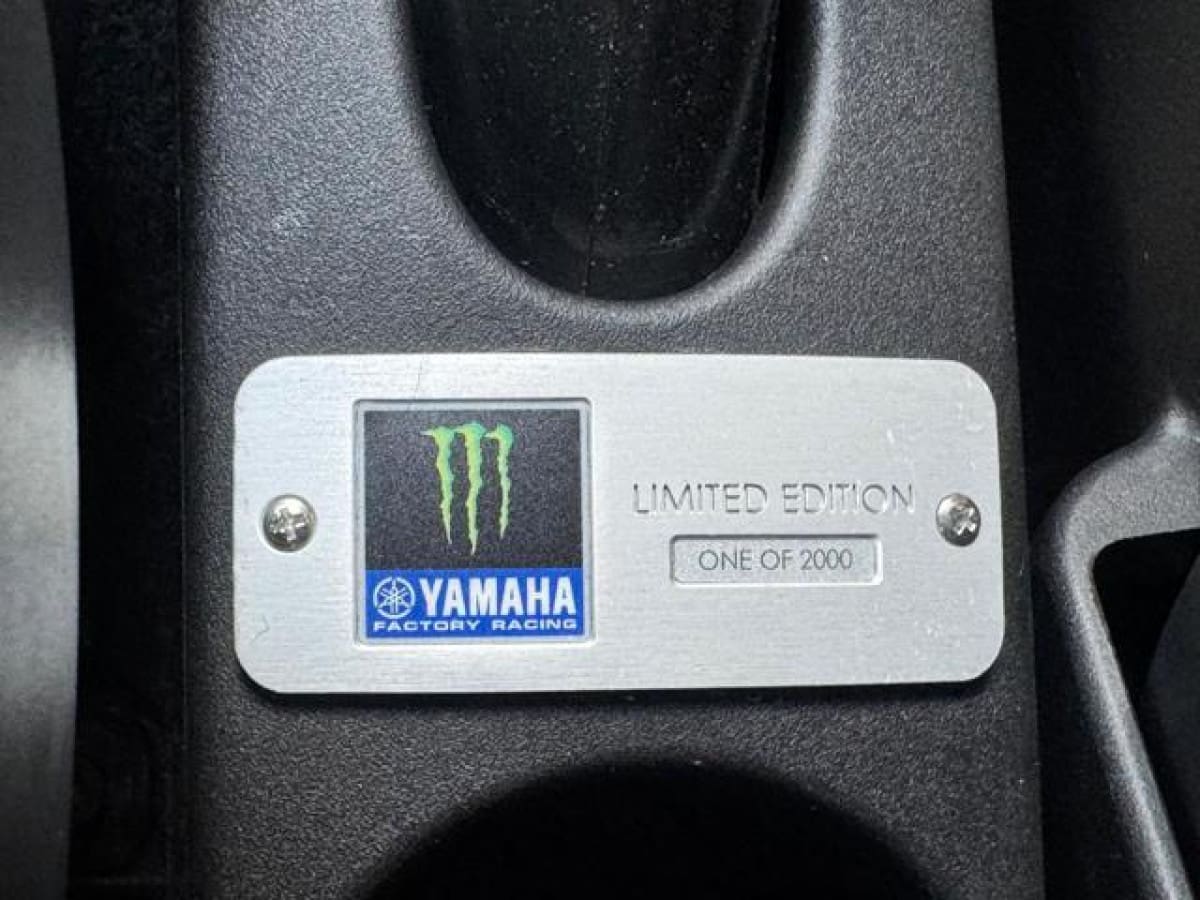 LIMITED EDITION
ONE OF 2000
YAMAHA
FACTORY RACING